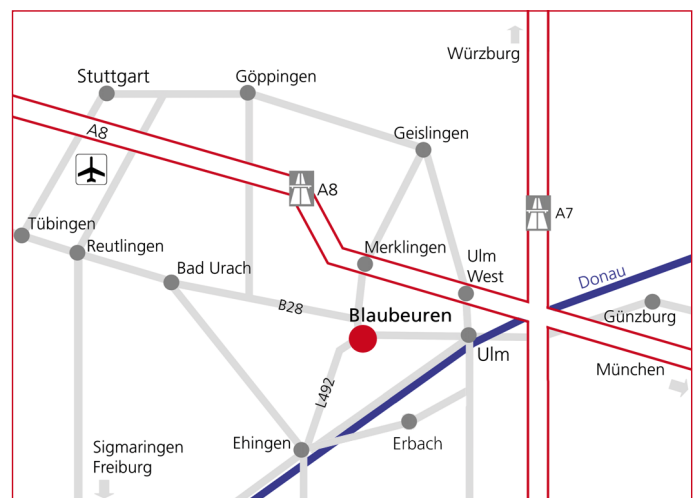 Würzburg
Stuttgart
Göppingen
Geislingen
A8
A8
A7
Tübingen
Reutlingen
Bad Urach
Merklingen
Ulm
West
Donau
B28
Blaubeuren
Günzburg
Ulm
München
L492
Ehingen
Erbach
Sigmaringen
Freiburg